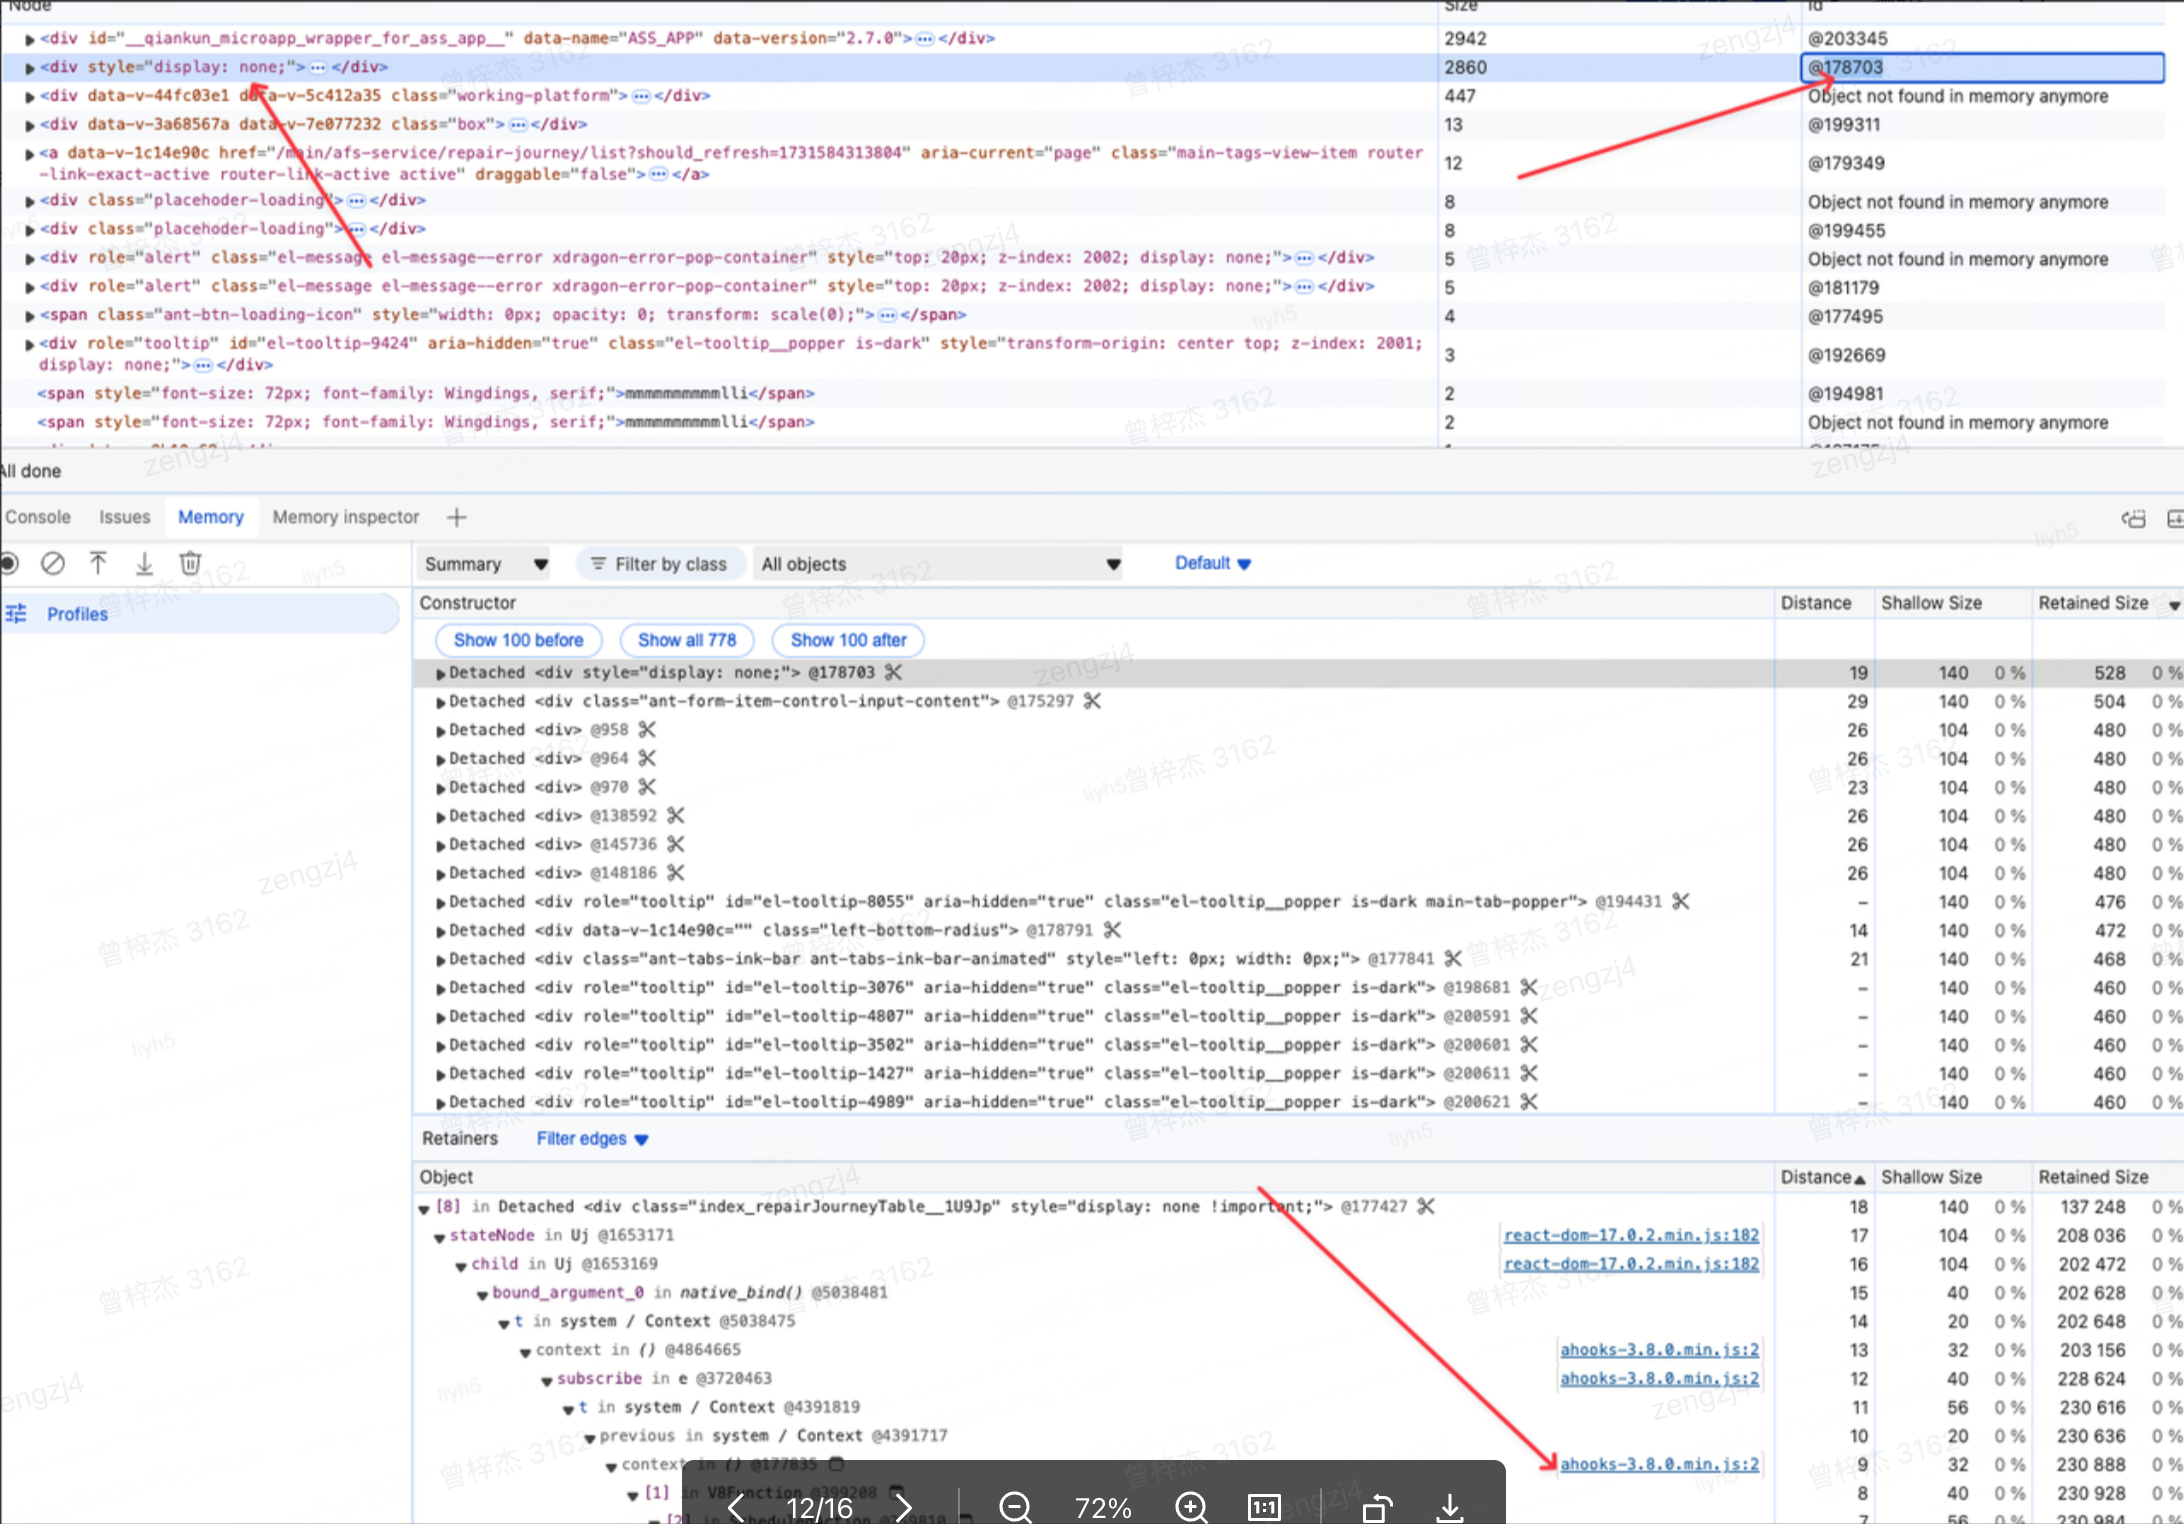 Node Size Id
▶<div id="__qiankun_microapp_wrapper_for_ass_app__" data-name="ASS_APP" data-version="2.7.0">⋯</div> 2942 @203345
▶<div style="display: none;">⋯</div> 2860 @178703
▶<div data-v-44fc03e1 data-v-5c412a35 class="working-platform">⋯</div> 447 Object not found in memory anymore
▶<div data-v-3a68567a data-v-7e077232 class="box">⋯</div> 13 @199311
▶<a data-v-1c14e90c href="/main/afs-service/repair-journey/list?should_refresh=1731584313804" aria-current="page" class="main-tags-view-item router
-link-exact-active router-link-active active" draggable="false">⋯</a> 12 @179349
▶<div class="placehoder-loading">⋯</div> 8 Object not found in memory anymore
▶<div class="placehoder-loading">⋯</div> 8 @199455
▶<div role="alert" class="el-message el-message--error xdragon-error-pop-container" style="top: 20px; z-index: 2002; display: none;">⋯</div> 5 Object not found in memory anymore
▶<div role="alert" class="el-message el-message--error xdragon-error-pop-container" style="top: 20px; z-index: 2002; display: none;">⋯</div> 5 @181179
▶<span class="ant-btn-loading-icon" style="width: 0px; opacity: 0; transform: scale(0);">⋯</span> 4 @177495
▶<div role="tooltip" id="el-tooltip-9424" aria-hidden="true" class="el-tooltip__popper is-dark" style="transform-origin: center top; z-index: 2001;
display: none;">⋯</div> 3 @192669
<span style="font-size: 72px; font-family: Wingdings, serif;">mmmmmmmmmmlli</span> 2 @194981
<span style="font-size: 72px; font-family: Wingdings, serif;">mmmmmmmmmmlli</span> 2 Object not found in memory anymore
All done
Console Issues Memory Memory inspector +
Summary Filter by class All objects Default
Profiles
Constructor Distance Shallow Size Retained Size
Show 100 before Show all 778 Show 100 after
▶Detached <div style="display: none;"> @178703 19 140 0 % 528 0 %
▶Detached <div class="ant-form-item-control-input-content"> @175297 29 140 0 % 504 0 %
▶Detached <div> @958 26 104 0 % 480 0 %
▶Detached <div> @964 26 104 0 % 480 0 %
▶Detached <div> @970 23 104 0 % 480 0 %
▶Detached <div> @138592 26 104 0 % 480 0 %
▶Detached <div> @145736 26 104 0 % 480 0 %
▶Detached <div> @148186 26 104 0 % 480 0 %
▶Detached <div role="tooltip" id="el-tooltip-8055" aria-hidden="true" class="el-tooltip__popper is-dark main-tab-popper"> @194431 – 140 0 % 476 0 %
▶Detached <div data-v-1c14e90c="" class="left-bottom-radius"> @178791 14 140 0 % 472 0 %
▶Detached <div class="ant-tabs-ink-bar ant-tabs-ink-bar-animated" style="left: 0px; width: 0px;"> @177841 21 140 0 % 468 0 %
▶Detached <div role="tooltip" id="el-tooltip-3076" aria-hidden="true" class="el-tooltip__popper is-dark"> @198681 – 140 0 % 460 0 %
▶Detached <div role="tooltip" id="el-tooltip-4807" aria-hidden="true" class="el-tooltip__popper is-dark"> @200591 – 140 0 % 460 0 %
▶Detached <div role="tooltip" id="el-tooltip-3502" aria-hidden="true" class="el-tooltip__popper is-dark"> @200601 – 140 0 % 460 0 %
▶Detached <div role="tooltip" id="el-tooltip-1427" aria-hidden="true" class="el-tooltip__popper is-dark"> @200611 – 140 0 % 460 0 %
▶Detached <div role="tooltip" id="el-tooltip-4989" aria-hidden="true" class="el-tooltip__popper is-dark"> @200621 – 140 0 % 460 0 %
Retainers Filter edges
Object Distance Shallow Size Retained Size
▼[8] in Detached <div class="index_repairJourneyTable__1U9Jp" style="display: none !important;"> @177427 18 140 0 % 137 248 0 %
▼stateNode in Uj @1653171 react-dom-17.0.2.min.js:182 17 104 0 % 208 036 0 %
▼child in Uj @1653169 react-dom-17.0.2.min.js:182 16 104 0 % 202 472 0 %
▼bound_argument_0 in native_bind() @5038481 15 40 0 % 202 628 0 %
▼t in system / Context @5038475 14 20 0 % 202 648 0 %
▼context in () @4864665 ahooks-3.8.0.min.js:2 13 32 0 % 203 156 0 %
▼subscribe in e @3720463 ahooks-3.8.0.min.js:2 12 40 0 % 228 624 0 %
▼t in system / Context @4391819 11 56 0 % 230 616 0 %
▼previous in system / Context @4391717 10 20 0 % 230 636 0 %
▼context in () @177835 ahooks-3.8.0.min.js:2 9 32 0 % 230 888 0 %
▼[1] in V8Function @399208 8 40 0 % 230 928 0 %
7 56 0 % 230 984 0 %
12/16 72% 1:1
曾梓杰 3162
zengzj4
liyh5